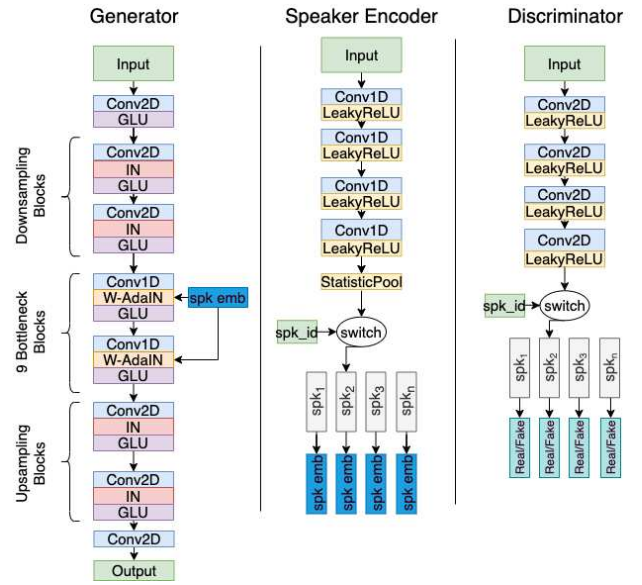 Generator
Input
Conv2D
GLU
Downsampling
Blocks
Conv2D
IN
GLU
Conv2D
IN
GLU
9 Bottleneck
Blocks
Conv1D
W-AdaIN
GLU
spk emb
Conv1D
W-AdaIN
GLU
Upsampling
Blocks
Conv2D
IN
GLU
Conv2D
IN
GLU
Conv2D
Output
Speaker Encoder
Input
Conv1D
LeakyReLU
Conv1D
LeakyReLU
Conv1D
LeakyReLU
Conv1D
LeakyReLU
StatisticPool
spk_id
switch
spk₁
spk₂
spk₃
spkₙ
spk emb
spk emb
spk emb
spk emb
Discriminator
Input
Conv2D
LeakyReLU
Conv2D
LeakyReLU
Conv2D
LeakyReLU
Conv2D
LeakyReLU
spk_id
switch
spk₁
spk₂
spk₃
spkₙ
Real/Fake
Real/Fake
Real/Fake
Real/Fake